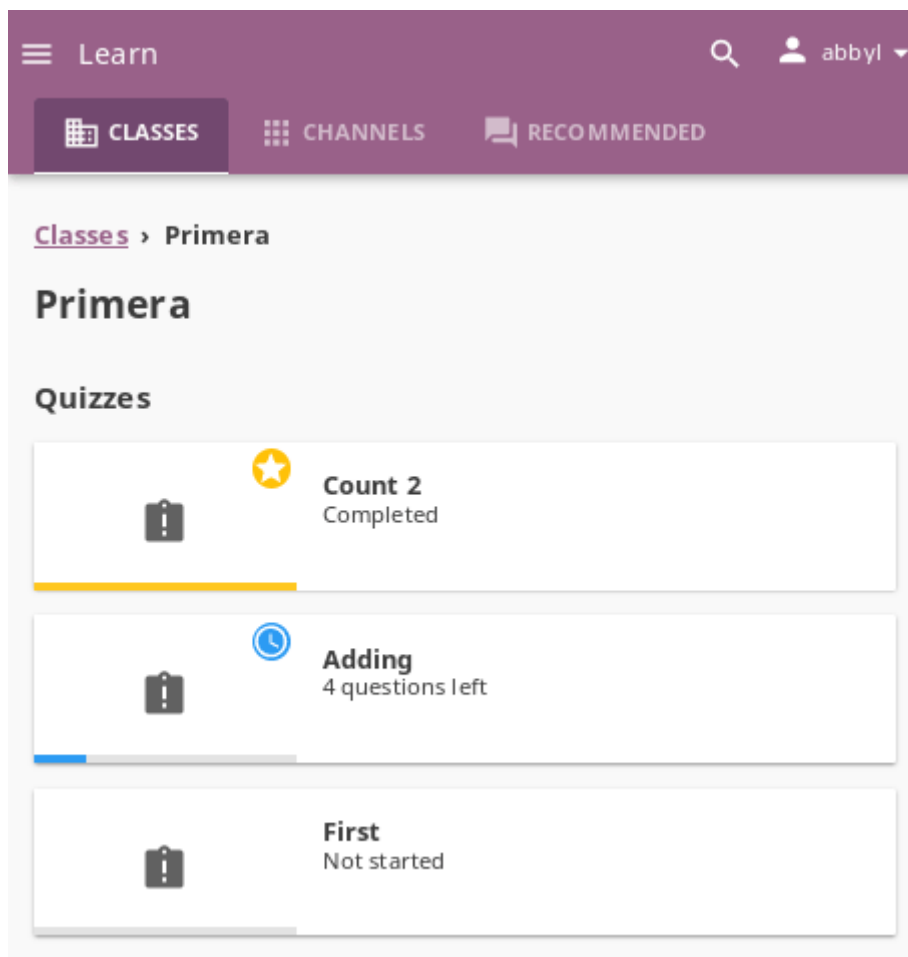 Learn
abbyl
CLASSES
CHANNELS
RECOMMENDED
Classes › Primera
Primera
Quizzes
Count 2
Completed
Adding
4 questions left
First
Not started